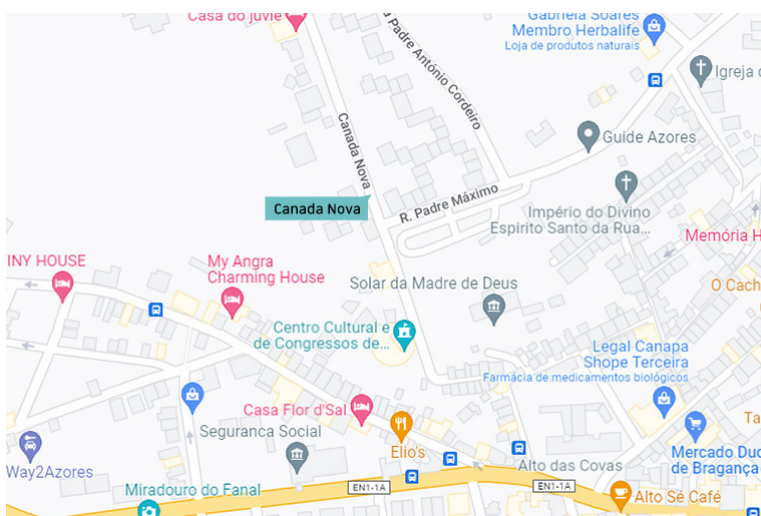 Casa do Juvie
Gabriela Soares
Membro Herbalife
Loja de produtos naturais
Padre António Cordeiro
Igreja
Guide Azores
Canada Nova
Canada Nova
R. Padre Máximo
Império do Divino
Espirito Santo da Rua...
Memória H
INY HOUSE
My Angra
Charming House
Solar da Madre de Deus
O Cach
Centro Cultural e
de Congressos de...
Legal Canapa
Shope Terceira
Farmácia de medicamentos biológicos
Casa Flor d'Sal
Seguranca Social
Elio's
Ta
Way2Azores
Alto das Covas
Mercado Duq
de Bragança
Miradouro do Fanal
EN1-1A
EN1-1A
Alto Sé Café